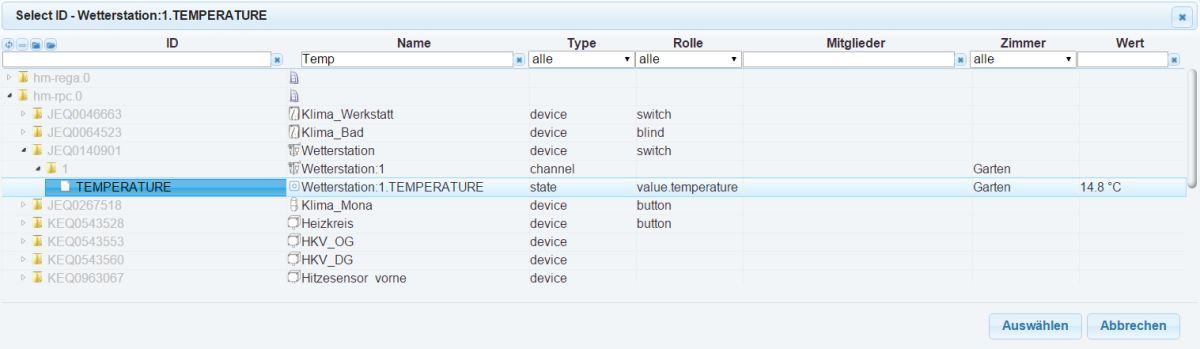 Select ID - Wetterstation:1.TEMPERATURE
ID Name Type Rolle Mitglieder Zimmer Wert
Temp alle alle alle
hm-rega.0
hm-rpc.0
JEQ0046663 Klima_Werkstatt device switch
JEQ0064523 Klima_Bad device blind
JEQ0140901 Wetterstation device switch
1 Wetterstation:1 channel Garten
TEMPERATURE Wetterstation:1.TEMPERATURE state value.temperature Garten 14.8 °C
JEQ0267518 Klima_Mona device button
KEQ0543528 Heizkreis device button
KEQ0543553 HKV_OG device
KEQ0543560 HKV_DG device
KEQ0963067 Hitzesensor vorne device
Auswählen Abbrechen